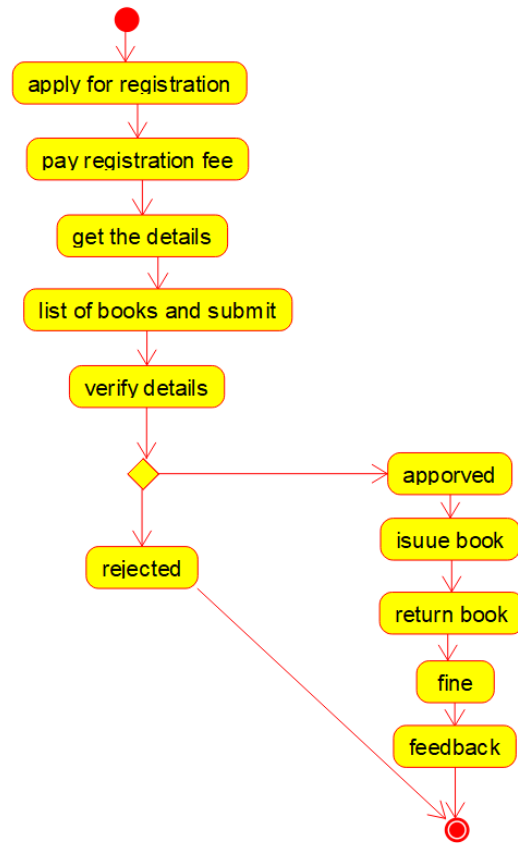 apply for registration
pay registration fee
get the details
list of books and submit
verify details
apporved
isuue book
rejected
return book
fine
feedback